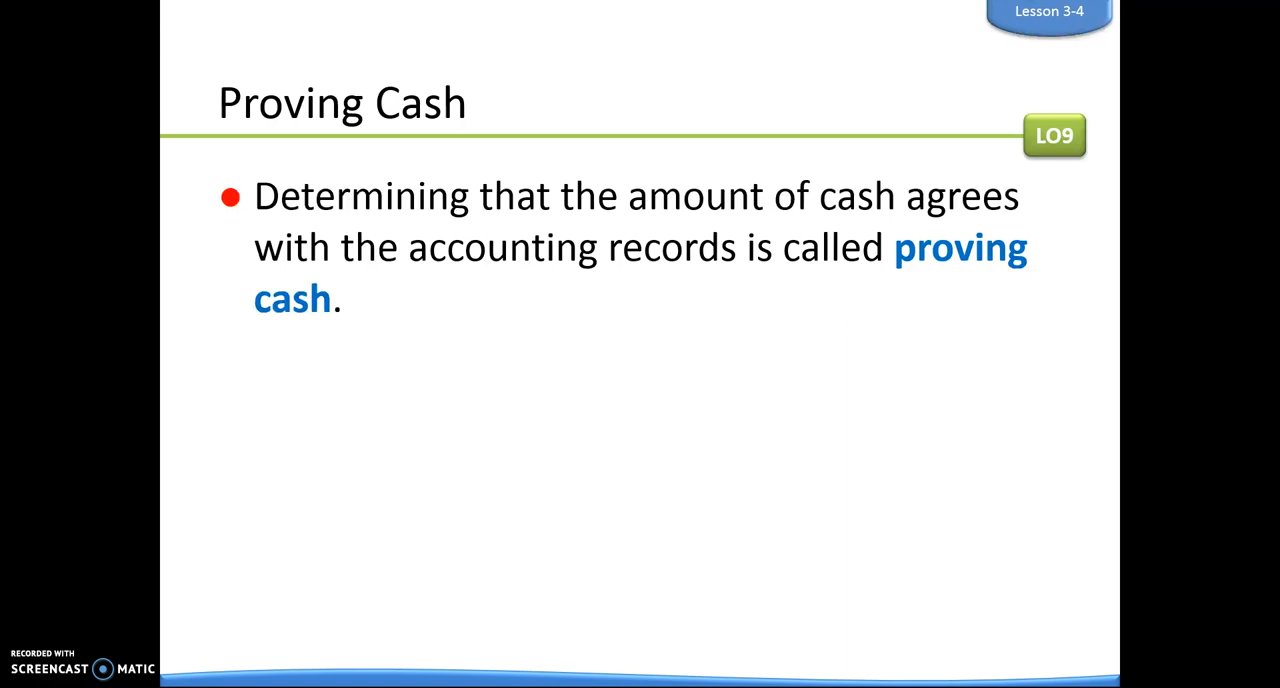 Lesson 3-4
Proving Cash
LO9
Determining that the amount of cash agrees
with the accounting records is called proving
cash.
RECORDED WITH
SCREENCAST MATIC